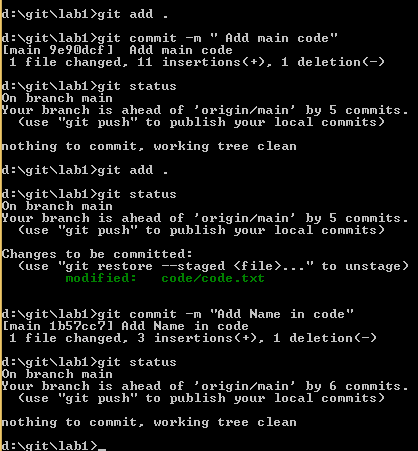 d:\git\lab1>git add .
d:\git\lab1>git commit -m " Add main code"
[main 9e90dcf]  Add main code
 1 file changed, 11 insertions(+), 1 deletion(-)
d:\git\lab1>git status
On branch main
Your branch is ahead of 'origin/main' by 5 commits.
  (use "git push" to publish your local commits)
nothing to commit, working tree clean
d:\git\lab1>git add .
d:\git\lab1>git status
On branch main
Your branch is ahead of 'origin/main' by 5 commits.
  (use "git push" to publish your local commits)
Changes to be committed:
  (use "git restore --staged <file>..." to unstage)
        modified:   code/code.txt
d:\git\lab1>git commit -m "Add Name in code"
[main 1b57cc7] Add Name in code
 1 file changed, 3 insertions(+), 1 deletion(-)
d:\git\lab1>git status
On branch main
Your branch is ahead of 'origin/main' by 6 commits.
  (use "git push" to publish your local commits)
nothing to commit, working tree clean
d:\git\lab1>_